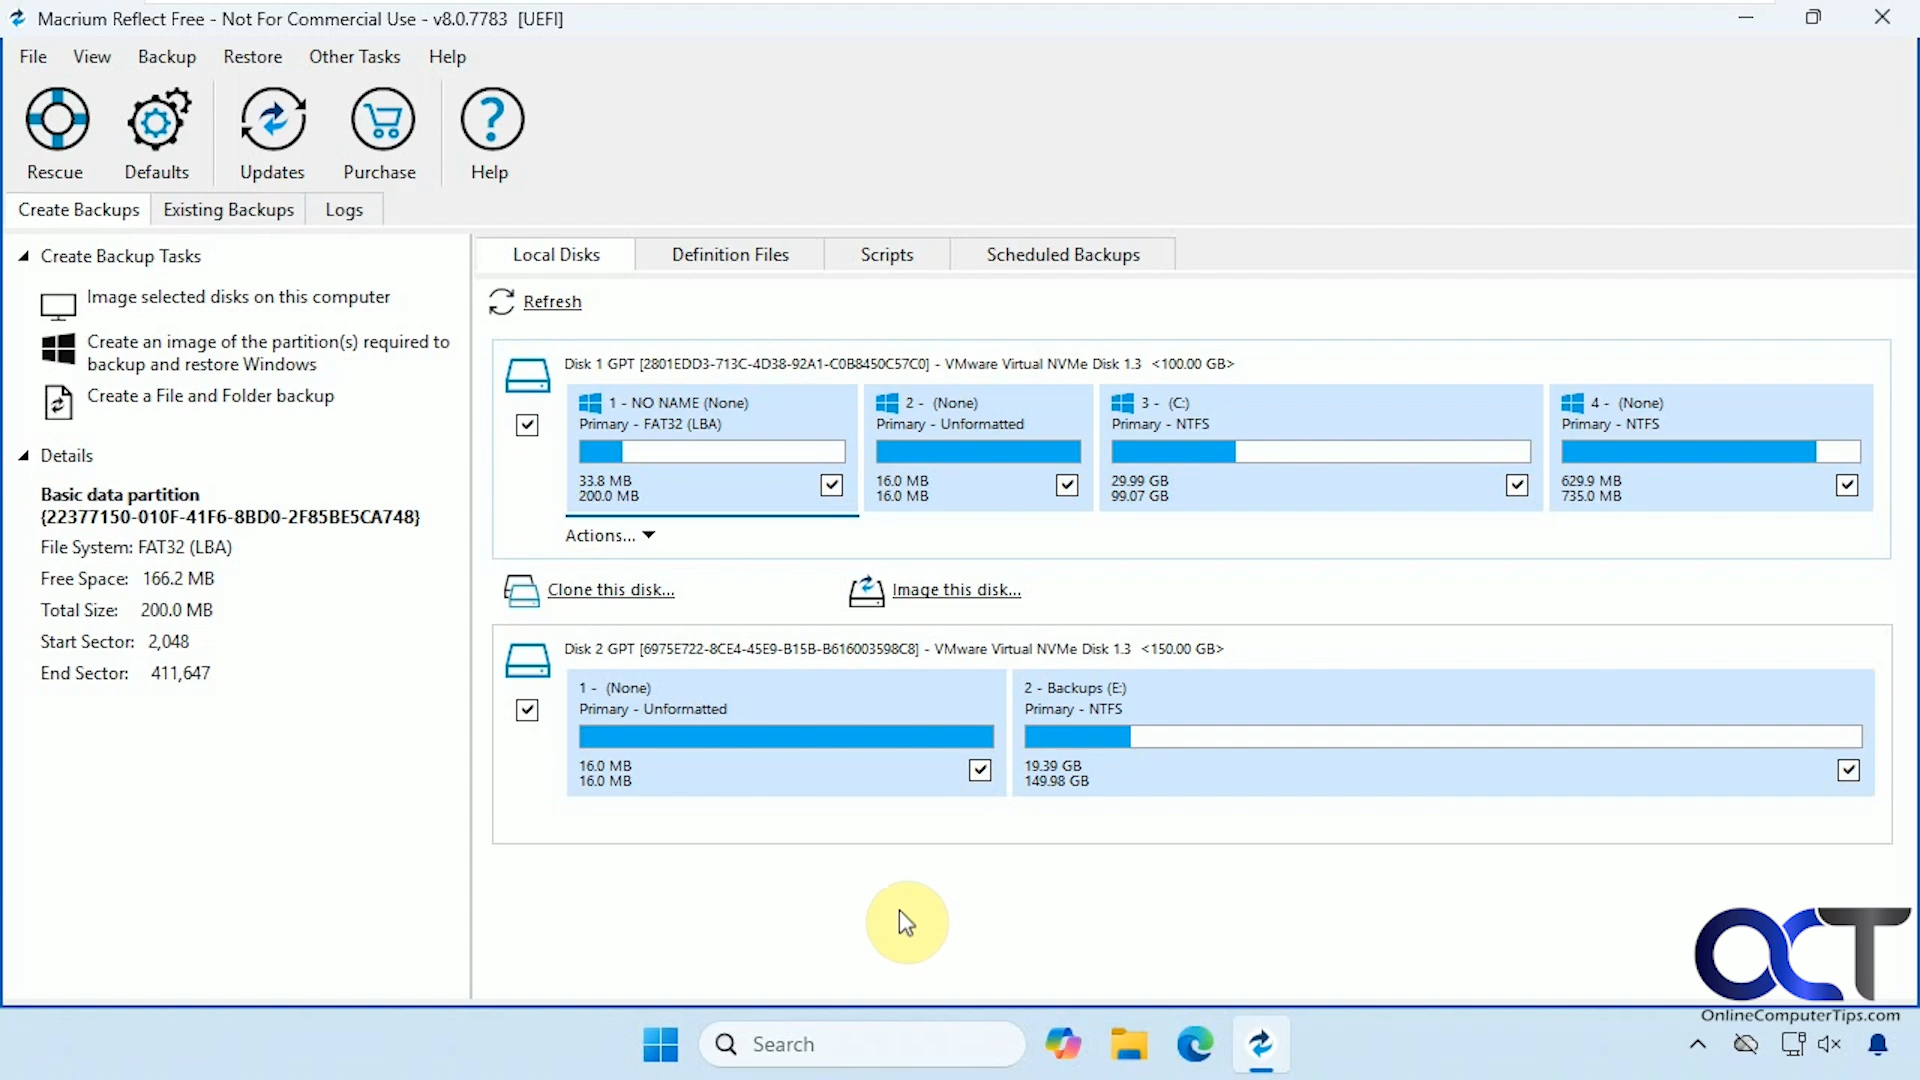 Macrium Reflect Free - Not For Commercial Use - v8.0.7783 [UEFI]
File View Backup Restore Other Tasks Help
Rescue Defaults Updates Purchase Help
Create Backups Existing Backups Logs
Create Backup Tasks
Image selected disks on this computer
Create an image of the partition(s) required to
backup and restore Windows
Create a File and Folder backup
Details
Basic data partition
{22377150-010F-41F6-8BD0-2F85BE5CA748}
File System: FAT32 (LBA)
Free Space: 166.2 MB
Total Size: 200.0 MB
Start Sector: 2,048
End Sector: 411,647
Local Disks Definition Files Scripts Scheduled Backups
Refresh
Disk 1 GPT [2801EDD3-713C-4D38-92A1-C0B8450C57C0] - VMware Virtual NVMe Disk 1.3 <100.00 GB>
1 - NO NAME (None)
Primary - FAT32 (LBA)
33.8 MB
200.0 MB
2 - (None)
Primary - Unformatted
16.0 MB
16.0 MB
3 - (C:)
Primary - NTFS
29.99 GB
99.07 GB
4 - (None)
Primary - NTFS
629.9 MB
735.0 MB
Actions...
Clone this disk... Image this disk...
Disk 2 GPT [6975E722-8CE4-45E9-B15B-B616003598C8] - VMware Virtual NVMe Disk 1.3 <150.00 GB>
1 - (None)
Primary - Unformatted
16.0 MB
16.0 MB
2 - Backups (E:)
Primary - NTFS
19.39 GB
149.98 GB
OCT
OnlineComputerTips.com
Search